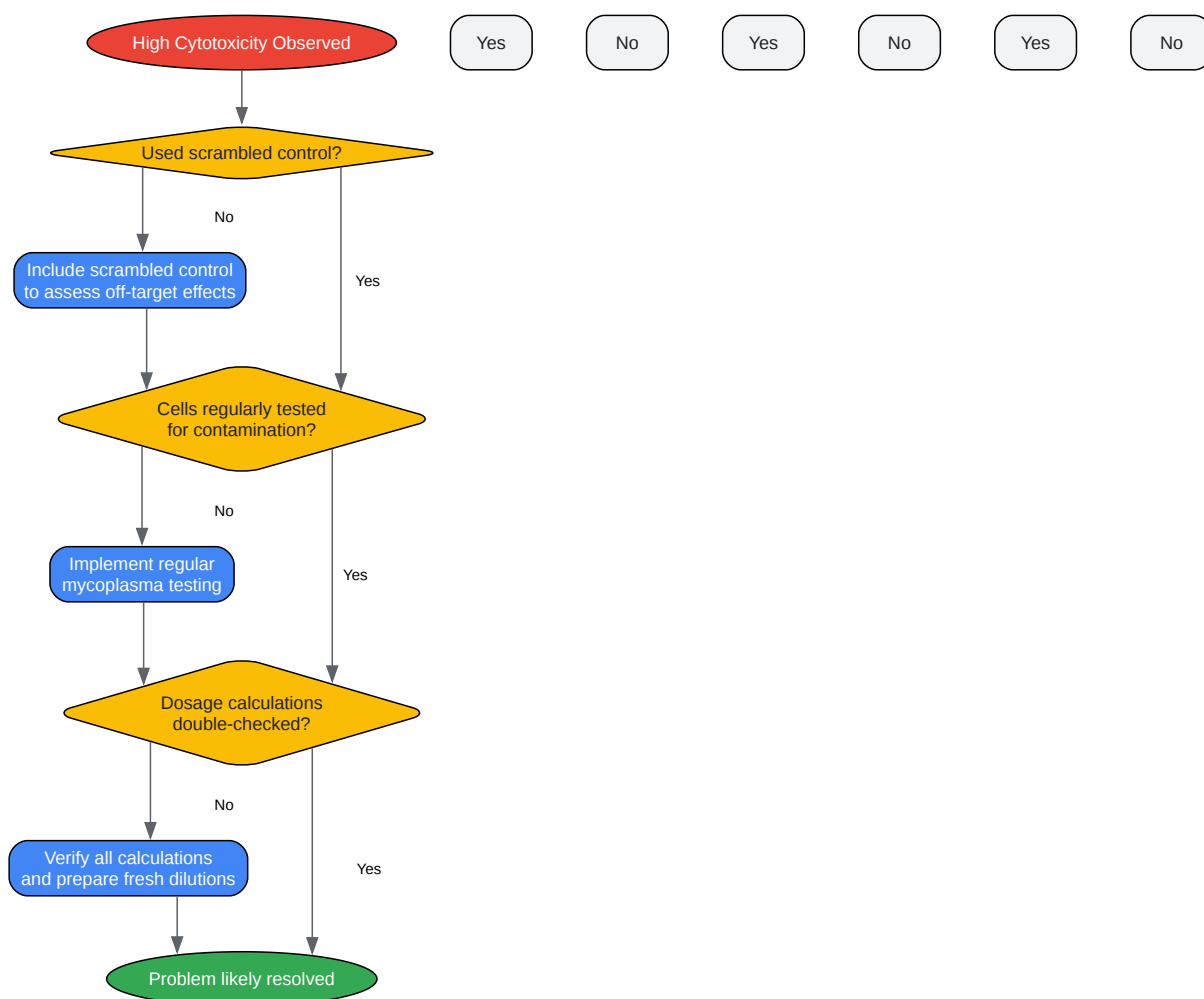 High Cytotoxicity Observed
Yes
No
Yes
No
Yes
No
Used scrambled control?
No
Include scrambled control
to assess off-target effects
Yes
Cells regularly tested
for contamination?
No
Implement regular
mycoplasma testing
Yes
Dosage calculations
double-checked?
No
Verify all calculations
and prepare fresh dilutions
Yes
Problem likely resolved